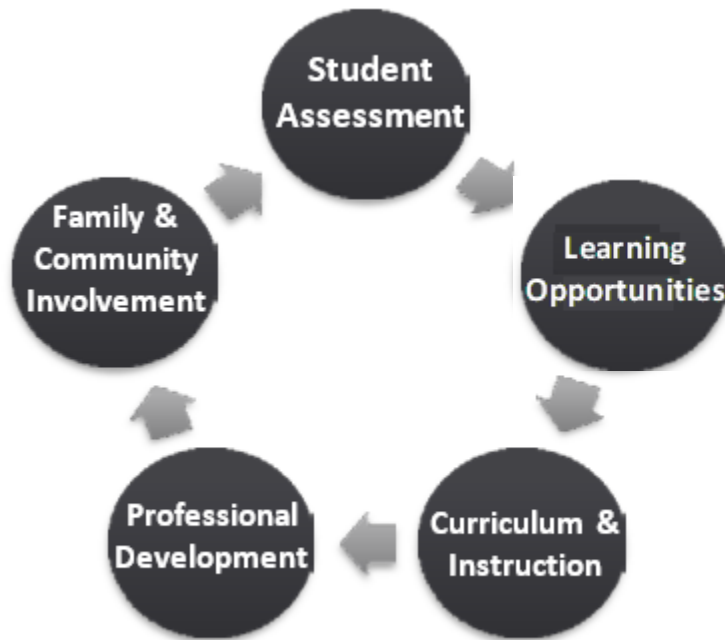 Student
Assessment
Learning
Opportunities
Curriculum &
Instruction
Professional
Development
Family &
Community
Involvement